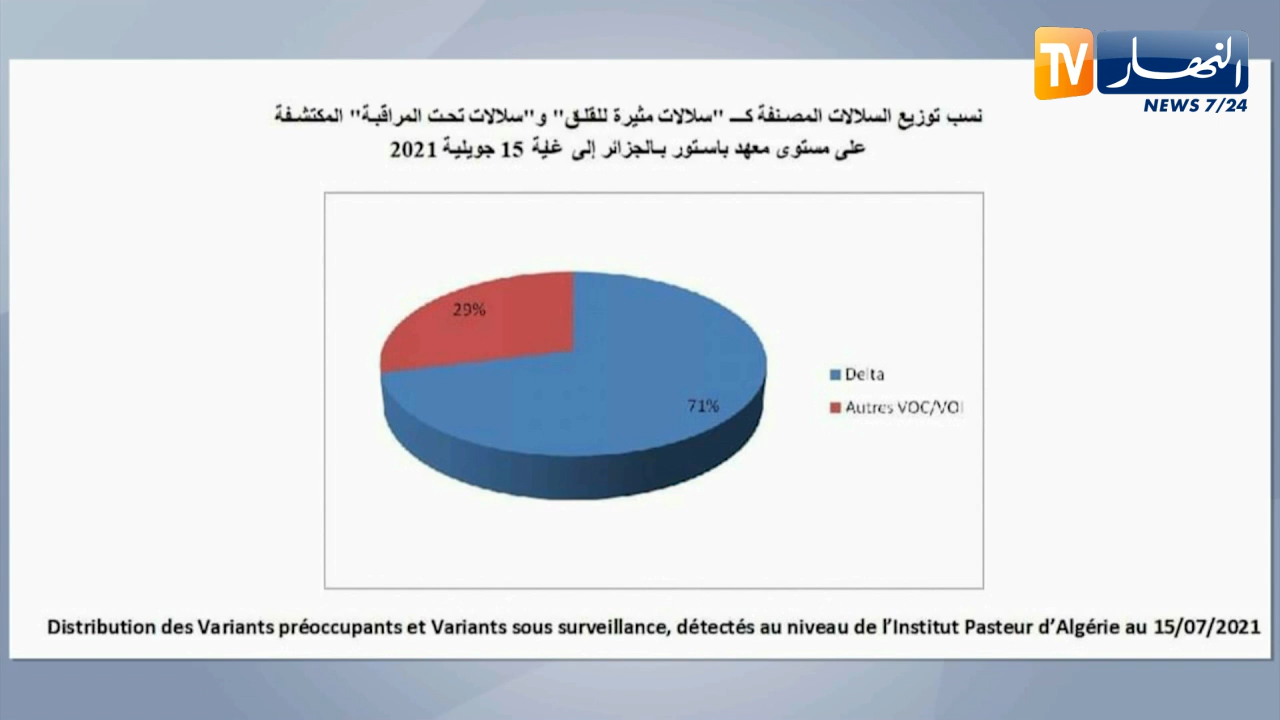 TV النهار
NEWS 7/24
نسب توزيع السلالات المصنفة كـــ "سلالات مثيرة للقلق" و"سلالات تحت المراقبة" المكتشفة
على مستوى معهد باستور بالجزائر إلى غاية 15 جويلية 2021
29%
71%
Delta
Autres VOC/VOI
Distribution des Variants préoccupants et Variants sous surveillance, détectés au niveau de l'Institut Pasteur d'Algérie au 15/07/2021